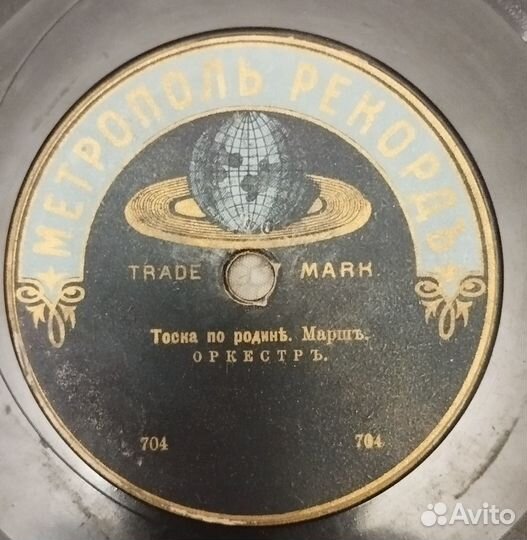 МЕТРОПОЛЬ РЕКОРДЪ
TRADE MARK
Тоска по родинѣ. Маршъ.
ОРКЕСТРЪ.
704 704
Avito